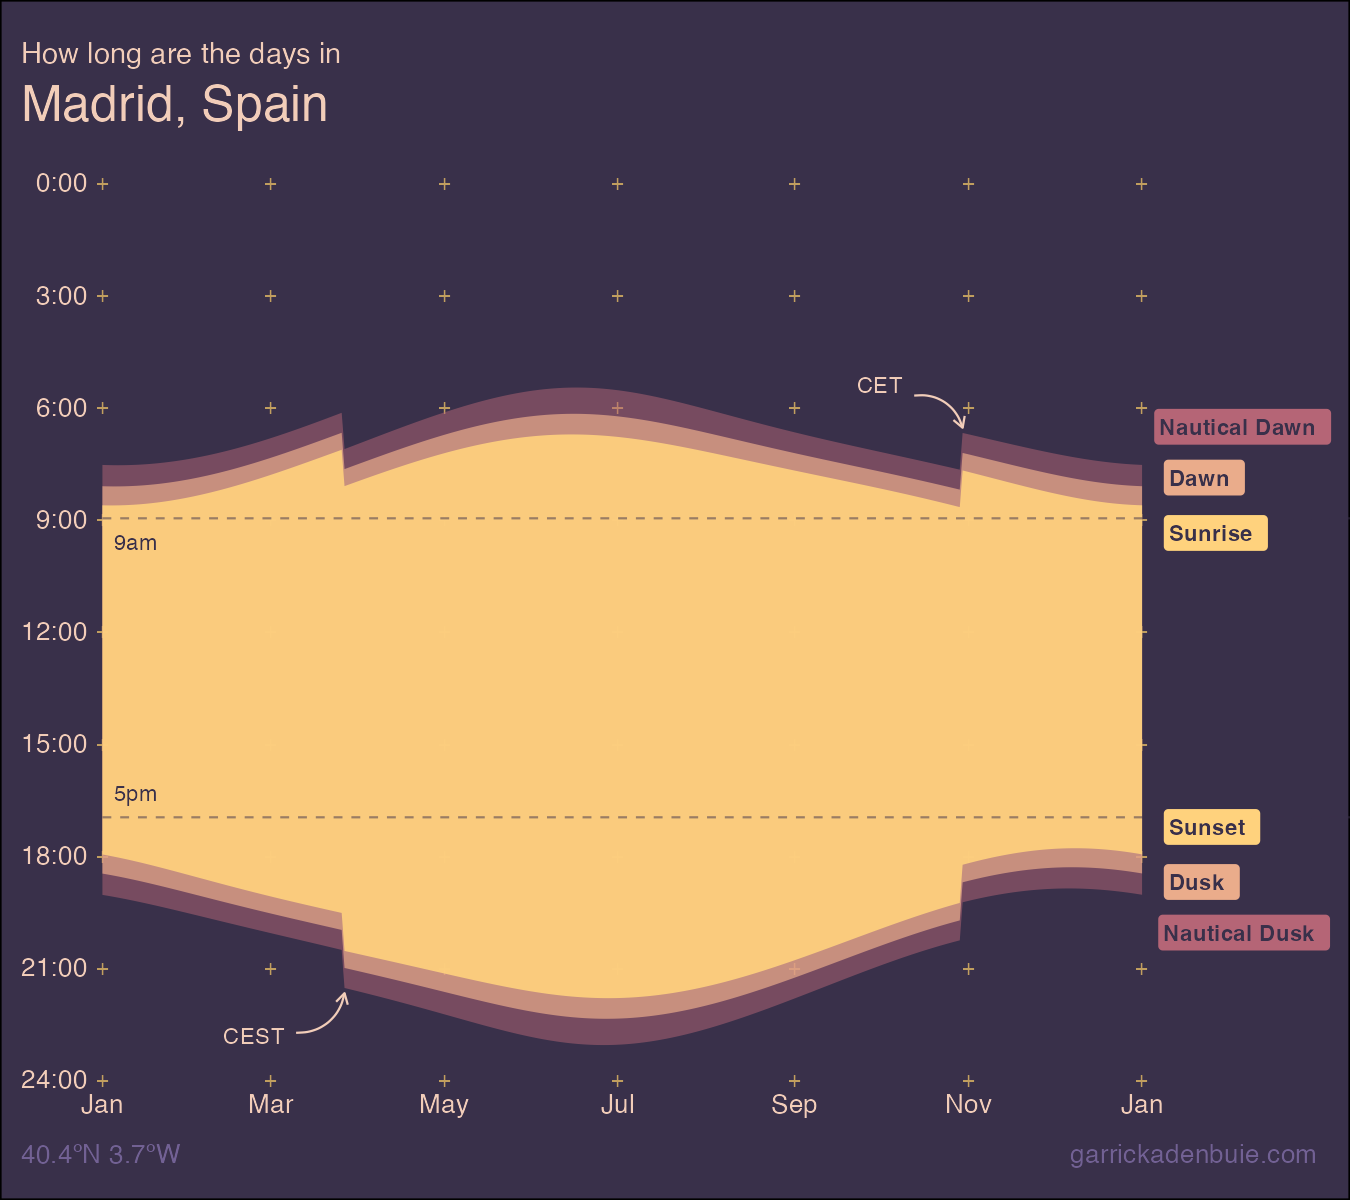 How long are the days in
Madrid, Spain
0:00
3:00
6:00
CET
Nautical Dawn
Dawn
9:00
Sunrise
9am
12:00
15:00
5pm
Sunset
18:00
Dusk
Nautical Dusk
21:00
CEST
24:00
Jan Mar May Jul Sep Nov Jan
40.4°N 3.7°W
garrickadenbuie.com